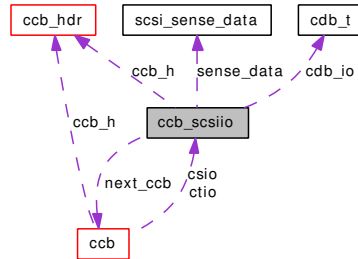 ccb_hdr
scsi_sense_data
cdb_t
ccb_h
sense_data
cdb_io
ccb_h
ccb_scsiio
next_ccb
csio
ctio
ccb